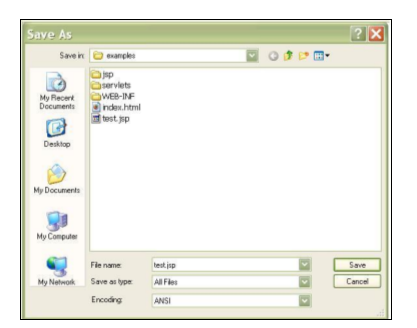 Save As
Save in: examples
jsp
servlets
WEB-INF
index.html
test.jsp
My Recent
Documents
Desktop
My Documents
My Computer
My Network
File name: test.jsp Save
Save as type: All Files Cancel
Encoding: ANSI